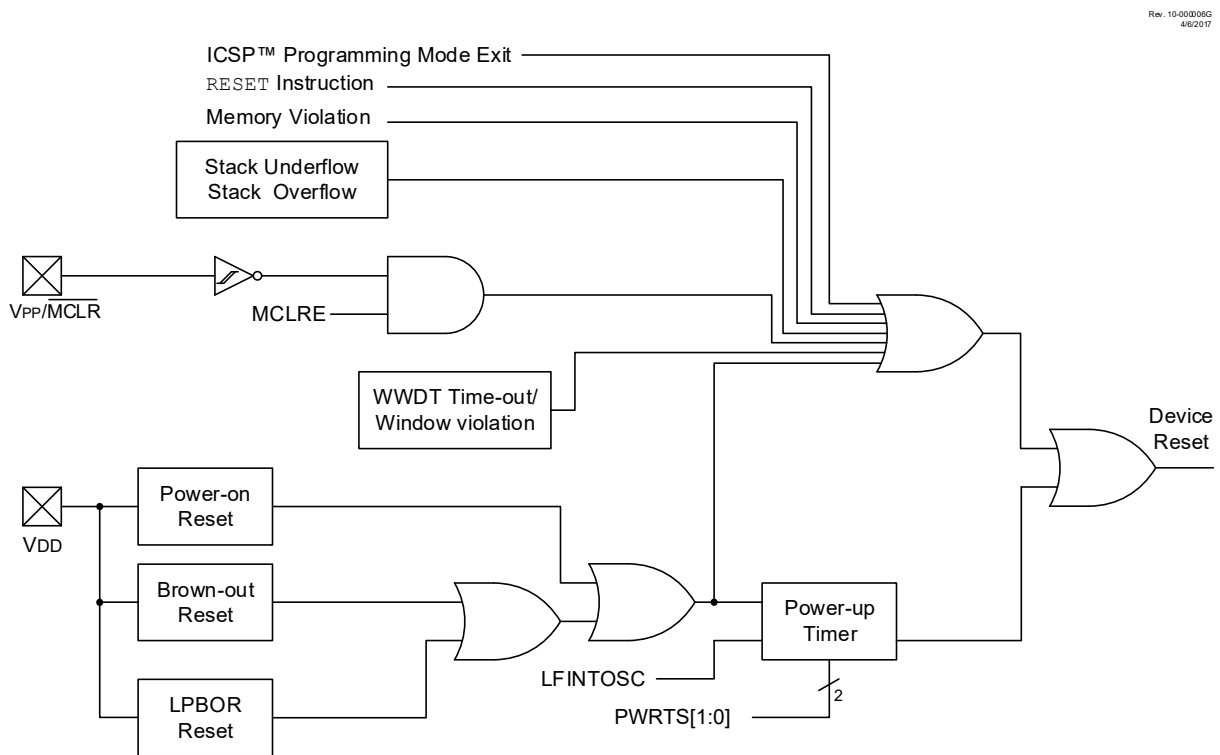 Rev. 10-000006G
4/6/2017
ICSP™ Programming Mode Exit
RESET Instruction
Memory Violation
Stack Underflow
Stack Overflow
VPP/MCLR
MCLRE
WWDT Time-out/
Window violation
Device
Reset
Power-on
Reset
VDD
Brown-out
Reset
Power-up
Timer
LFINTOSC
LPBOR
Reset
2
PWRTS[1:0]